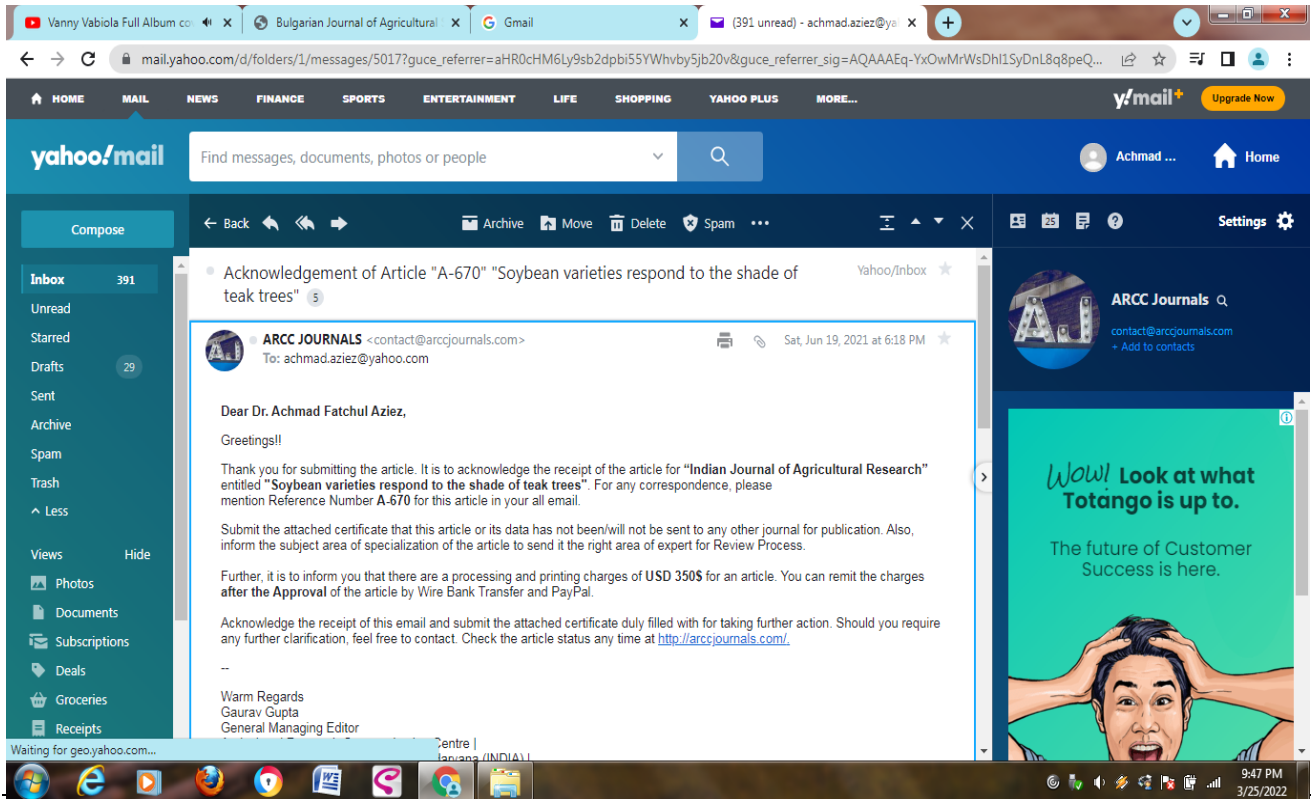 Vanny Vabiola Full Album co
Bulgarian Journal of Agricultural
Gmail
(391 unread) - achmad.aziez@ya
mail.yahoo.com/d/folders/1/messages/5017?guce_referrer=aHR0cHM6Ly9sb2dpbi55YWhvby5jb20v&guce_referrer_sig=AQAAAEq-YxOwMrWsDhl1SyDnL8q8peQ...
HOME MAIL NEWS FINANCE SPORTS ENTERTAINMENT LIFE SHOPPING YAHOO PLUS MORE...
y!mail+ Upgrade Now
yahoo!mail
Find messages, documents, photos or people
Achmad ... Home
Compose
Back Archive Move Delete Spam
25 Settings
Inbox 391
Unread
Starred
Drafts 29
Sent
Archive
Spam
Trash
Less
Views Hide
Photos
Documents
Subscriptions
Deals
Groceries
Receipts
Acknowledgement of Article "A-670" "Soybean varieties respond to the shade of
teak trees" 5
Yahoo/Inbox
ARCC JOURNALS <contact@arccjournals.com>
Sat, Jun 19, 2021 at 6:18 PM
To: achmad.aziez@yahoo.com
Dear Dr. Achmad Fatchul Aziez,
Greetings!!
Thank you for submitting the article. It is to acknowledge the receipt of the article for “Indian Journal of Agricultural Research”
entitled "Soybean varieties respond to the shade of teak trees". For any correspondence, please
mention Reference Number A-670 for this article in your all email.
Submit the attached certificate that this article or its data has not been/will not be sent to any other journal for publication. Also,
inform the subject area of specialization of the article to send it the right area of expert for Review Process.
Further, it is to inform you that there are a processing and printing charges of USD 350$ for an article. You can remit the charges
after the Approval of the article by Wire Bank Transfer and PayPal.
Acknowledge the receipt of this email and submit the attached certificate duly filled with for taking further action. Should you require
any further clarification, feel free to contact. Check the article status any time at http://arccjournals.com/.
--
Warm Regards
Gaurav Gupta
General Managing Editor
Centre |
(INDIA) |
AJ
ARCC Journals
contact@arccjournals.com
+ Add to contacts
Wow! Look at what
Totango is up to.
The future of Customer
Success is here.
Waiting for geo.yahoo.com...
9:47 PM
3/25/2022